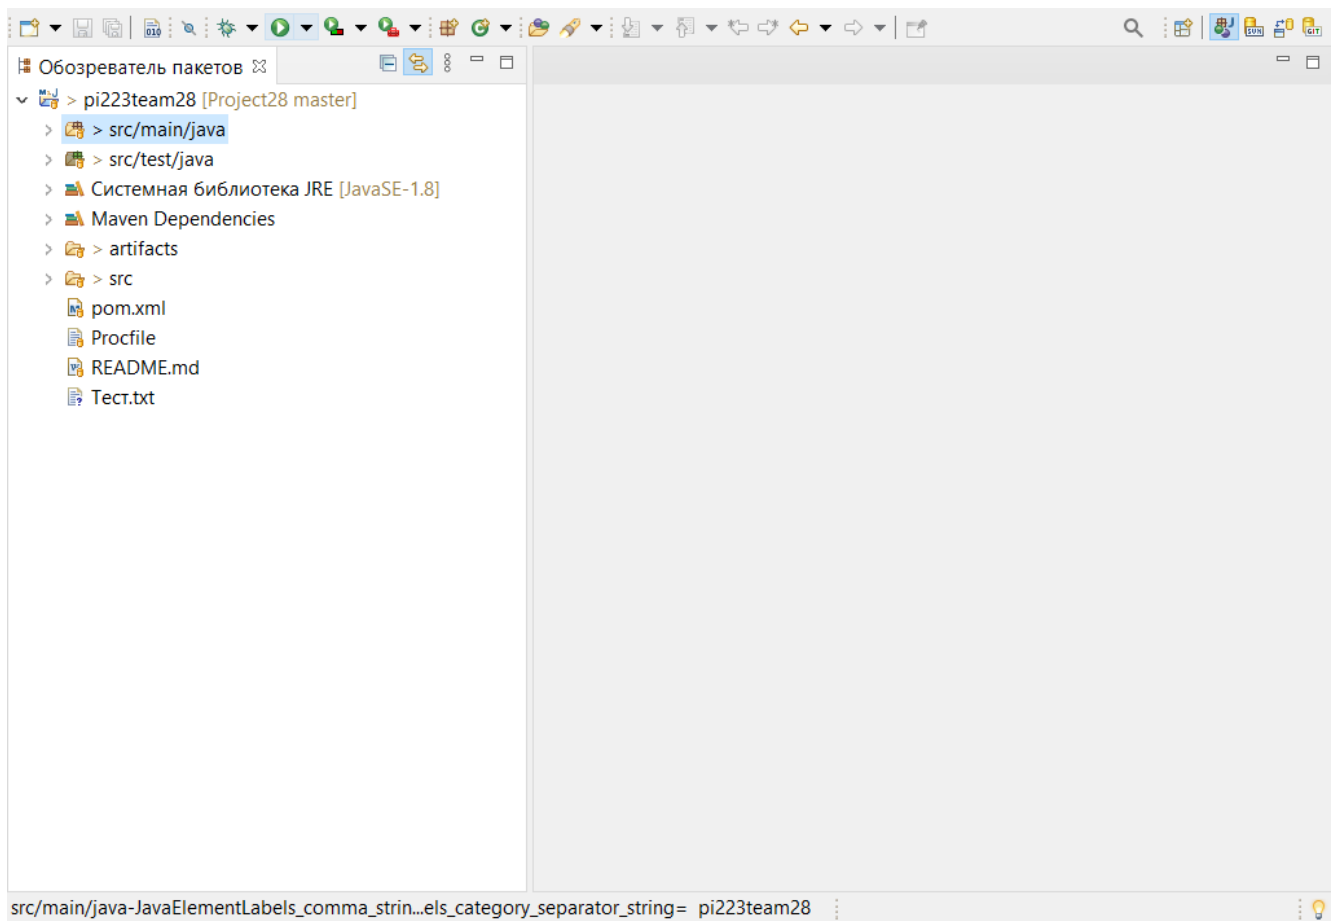 Обозреватель пакетов
> pi223team28 [Project28 master]
> src/main/java
> src/test/java
Системная библиотека JRE [JavaSE-1.8]
Maven Dependencies
> artifacts
> src
pom.xml
Procfile
README.md
Тест.txt
src/main/java-JavaElementLabels_comma_strin...els_category_separator_string= pi223team28